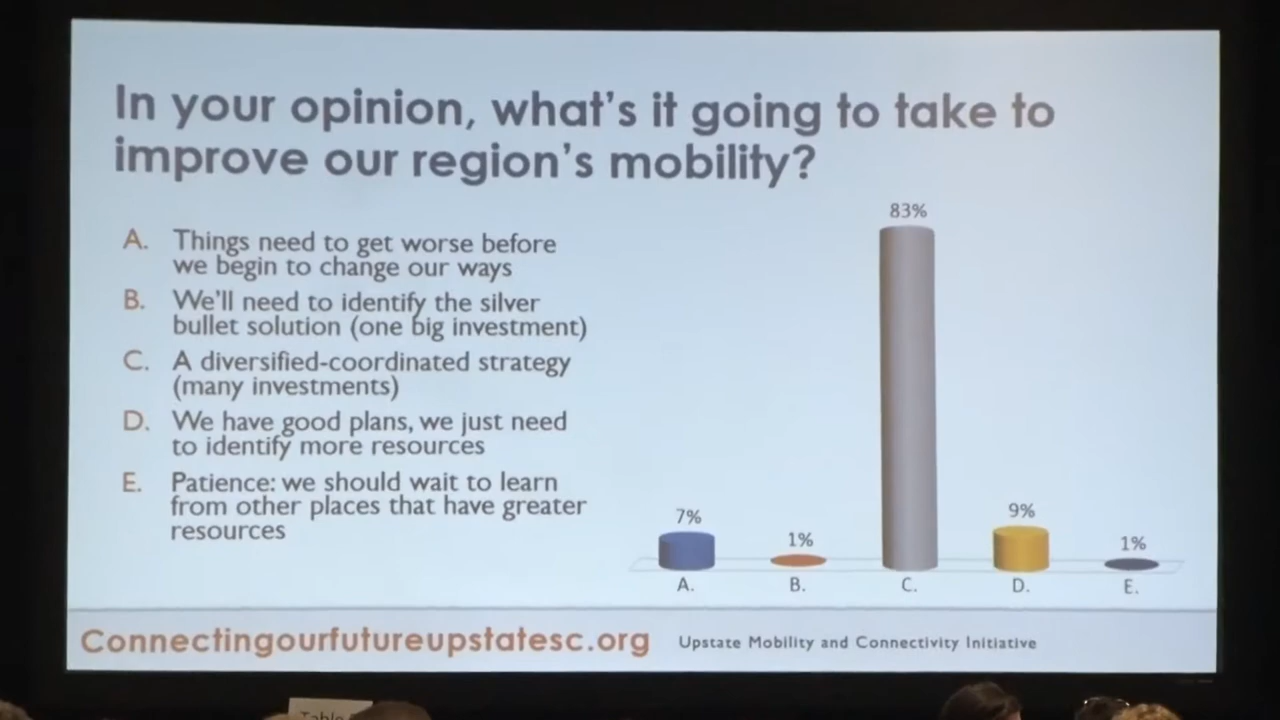 In your opinion, what's it going to take to
improve our region's mobility?
A. Things need to get worse before
we begin to change our ways
B. We'll need to identify the silver
bullet solution (one big investment)
C. A diversified-coordinated strategy
(many investments)
D. We have good plans, we just need
to identify more resources
E. Patience: we should wait to learn
from other places that have greater
resources
83%
7%
1%
9%
1%
A. B. C. D. E.
Connectingourfutureupstatesc.org
Upstate Mobility and Connectivity Initiative
Table